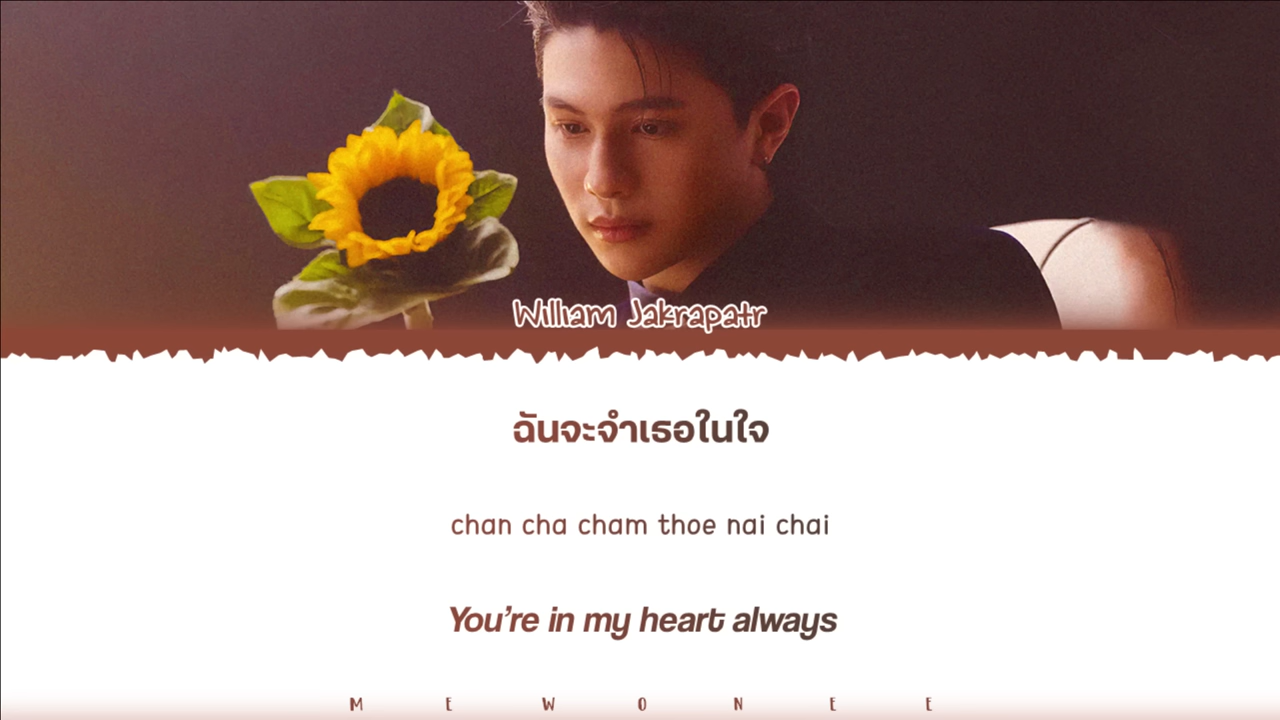 William Jakrapatr
ฉันจะจำเธอในใจ
chan cha cham thoe nai chai
You're in my heart always
MEWONEE